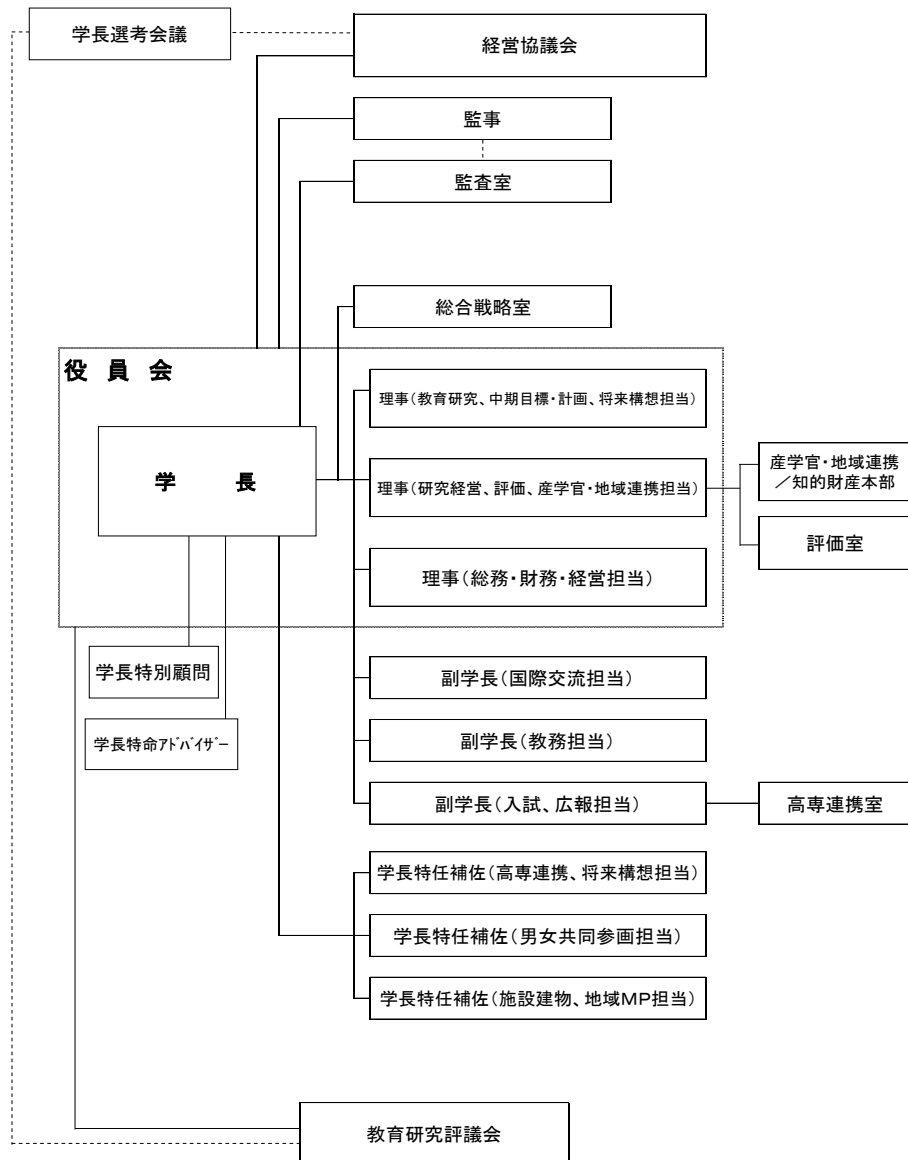 学長選考会議
経営協議会
監事
監査室
総合戦略室
役 員 会
理事(教育研究、中期目標・計画、将来構想担当)
学 長
理事(研究経営、評価、産学官・地域連携担当)
産学官・地域連携
/知的財産本部
評価室
理事(総務・財務・経営担当)
学長特別顧問
副学長(国際交流担当)
学長特命アドバイザー
副学長(教務担当)
副学長(入試、広報担当)
高専連携室
学長特任補佐(高専連携、将来構想担当)
学長特任補佐(男女共同参画担当)
学長特任補佐(施設建物、地域MP担当)
教育研究評議会